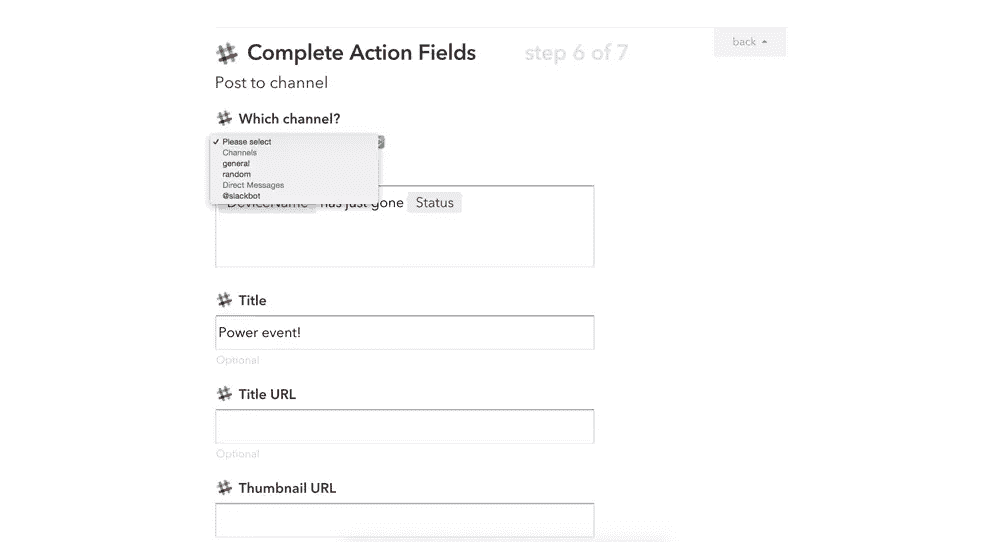 Complete Action Fields
step 6 of 7
back
Post to channel
Which channel?
✓ Please select
Channels
general
random
Direct Messages
@slackbot
DeviceName has just gone Status
Title
Power event!
Optional
Title URL
Optional
Thumbnail URL